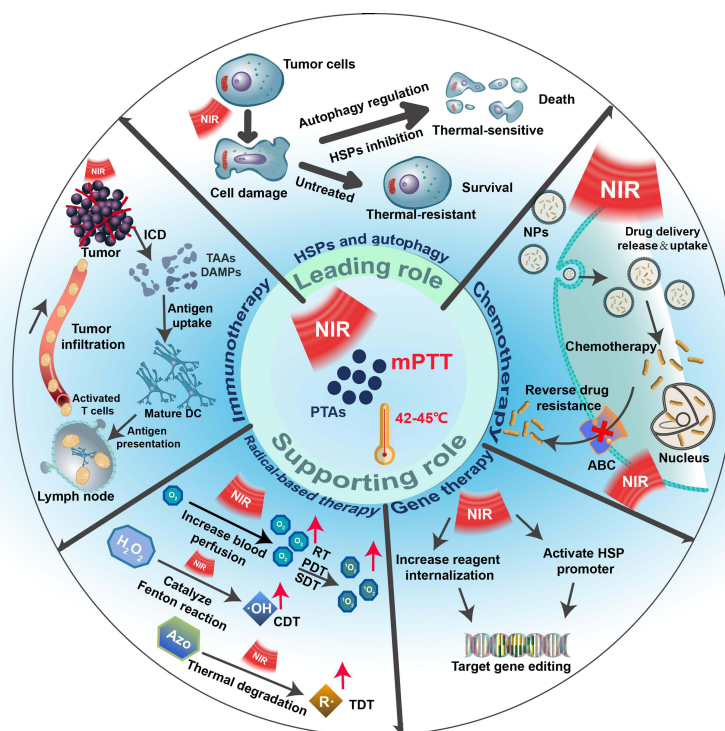 Tumor cells
NIR
Cell damage
Autophagy regulation
HSPs inhibition
Untreated
Death
Thermal-sensitive
Survival
Thermal-resistant
HSPs and autophagy
Leading role
NIR
mPTT
PTAs
42-45℃
Supporting role
Immunotherapy
Chemotherapy
Radical-based therapy
Gene therapy
NIR
Tumor
ICD
TAAs
DAMPs
Antigen
uptake
Tumor
infiltration
Activated
T cells
Mature DC
Antigen
presentation
Lymph node
NIR
NPs
Drug delivery
release & uptake
Chemotherapy
Reverse drug
resistance
ABC
Nucleus
NIR
O₂
NIR
Increase blood
perfusion
O₂
O₂
O₂
RT
PDT
SDT
¹O₂
¹O₂
¹O₂
H₂O₂
NIR
Catalyze
Fenton reaction
·OH
CDT
Azo
NIR
Thermal degradation
R·
TDT
NIR
Increase reagent
internalization
Activate HSP
promoter
Target gene editing